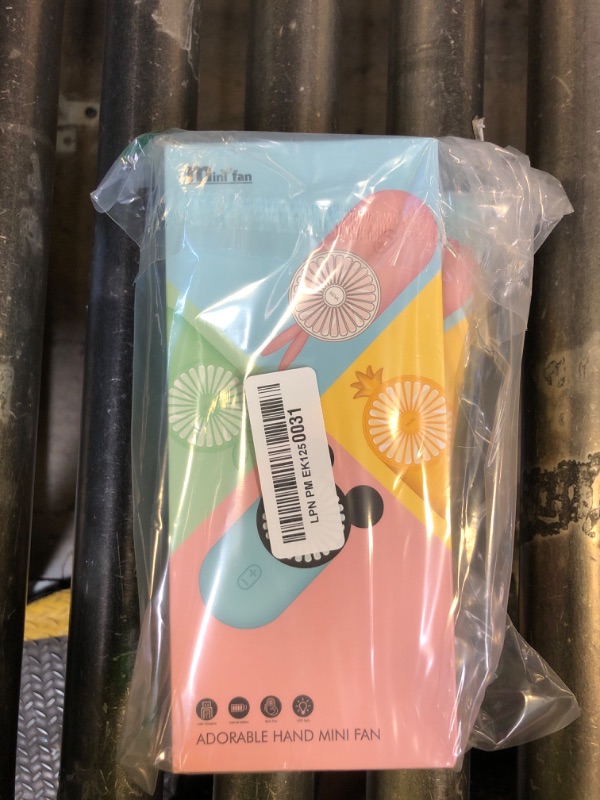 mini fan
LPN PM EK1250031
ADORABLE HAND MINI FAN